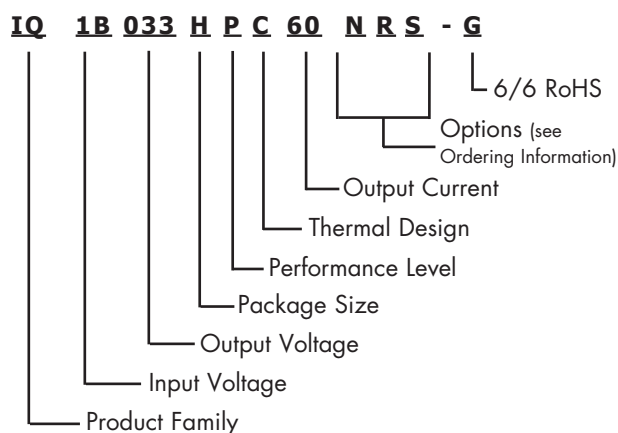 IQ 1B 033 H P C 60 N R S - G
6/6 RoHS
Options (see
Ordering Information)
Output Current
Thermal Design
Performance Level
Package Size
Output Voltage
Input Voltage
Product Family